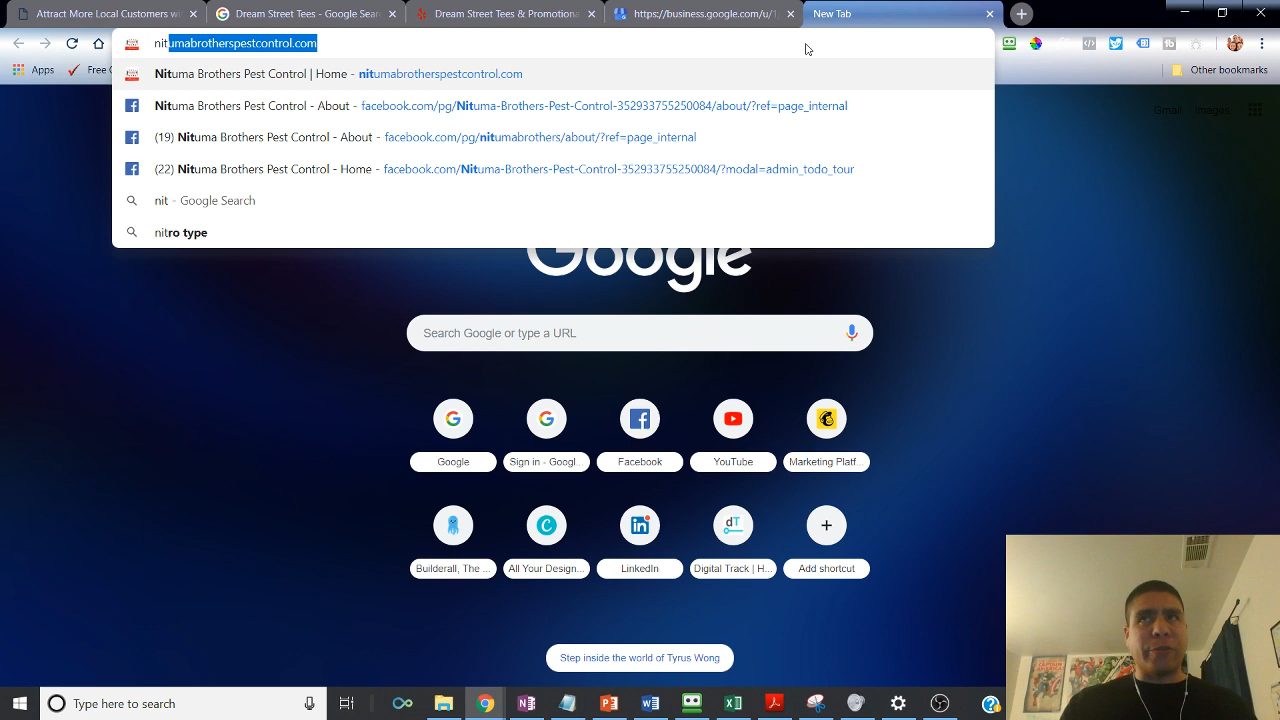 Attract More Local Customers wi
Dream Street Tees - Google Sear
Dream Street Tees & Promotiona
https://business.google.com/u/1
New Tab
nitumabrotherspestcontrol.com
Apps
Free
Other bookmarks
Nituma Brothers Pest Control | Home - nitumabrotherspestcontrol.com
Nituma Brothers Pest Control - About - facebook.com/pg/Nituma-Brothers-Pest-Control-352933755250084/about/?ref=page_internal
(19) Nituma Brothers Pest Control - About - facebook.com/pg/nitumabrothers/about/?ref=page_internal
(22) Nituma Brothers Pest Control - Home - facebook.com/Nituma-Brothers-Pest-Control-352933755250084/?modal=admin_todo_tour
nit - Google Search
nitro type
Gmail Images
Google
Search Google or type a URL
Google
Sign in - Googl...
Facebook
YouTube
Marketing Platf...
Builderall, The ...
All Your Design...
LinkedIn
Digital Track | H...
Add shortcut
Step inside the world of Tyrus Wong
Type here to search